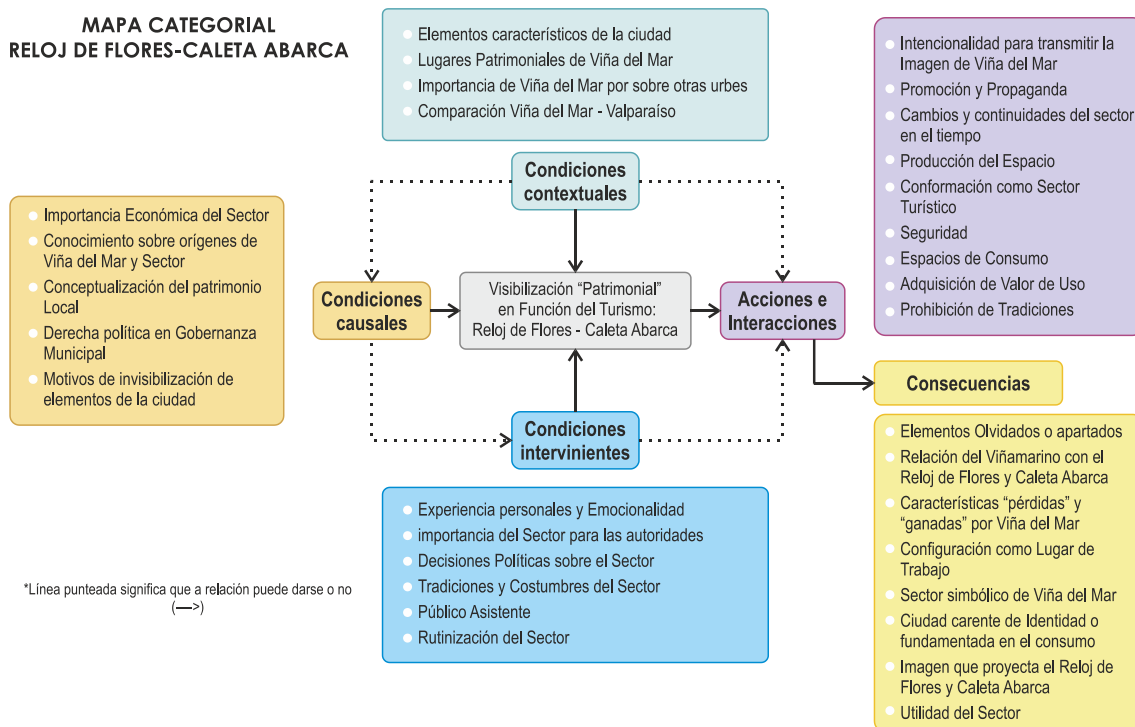 MAPA CATEGORIAL
RELOJ DE FLORES-CALETA ABARCA
Elementos característicos de la ciudad
Lugares Patrimoniales de Viña del Mar
Importancia de Viña del Mar por sobre otras urbes
Comparación Viña del Mar - Valparaíso
Intencionalidad para transmitir la
Imagen de Viña del Mar
Promoción y Propaganda
Cambios y continuidades del sector
en el tiempo
Producción del Espacio
Conformación como Sector
Turístico
Seguridad
Espacios de Consumo
Adquisición de Valor de Uso
Prohibición de Tradiciones
Condiciones
contextuales
Importancia Económica del Sector
Conocimiento sobre orígenes de
Viña del Mar y Sector
Conceptualización del patrimonio
Local
Derecha política en Gobernanza
Municipal
Motivos de invisibilización de
elementos de la ciudad
Condiciones
causales
Visibilización “Patrimonial”
en Función del Turismo:
Reloj de Flores - Caleta Abarca
Acciones e
Interacciones
Consecuencias
Condiciones
intervinientes
Elementos Olvidados o apartados
Relación del Viñamarino con el
Reloj de Flores y Caleta Abarca
Características “pérdidas” y
“ganadas” por Viña del Mar
Configuración como Lugar de
Trabajo
Sector simbólico de Viña del Mar
Ciudad carente de Identidad o
fundamentada en el consumo
Imagen que proyecta el Reloj de
Flores y Caleta Abarca
Utilidad del Sector
Experiencia personales y Emocionalidad
importancia del Sector para las autoridades
Decisiones Políticas sobre el Sector
Tradiciones y Costumbres del Sector
Público Asistente
Rutinización del Sector
*Línea punteada significa que a relación puede darse o no
(—>)